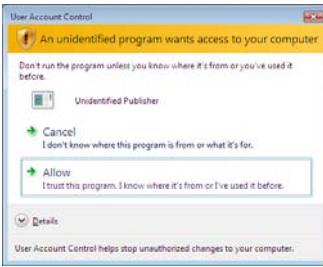 User Account Control
An unidentified program wants access to your computer
Don't run the program unless you know where it's from or you've used it
before.
Unidentified Publisher
Cancel
I don't know where this program is from or what it's for.
Allow
I trust this program. I know where it's from or I've used it before.
Details
User Account Control helps stop unauthorized changes to your computer.